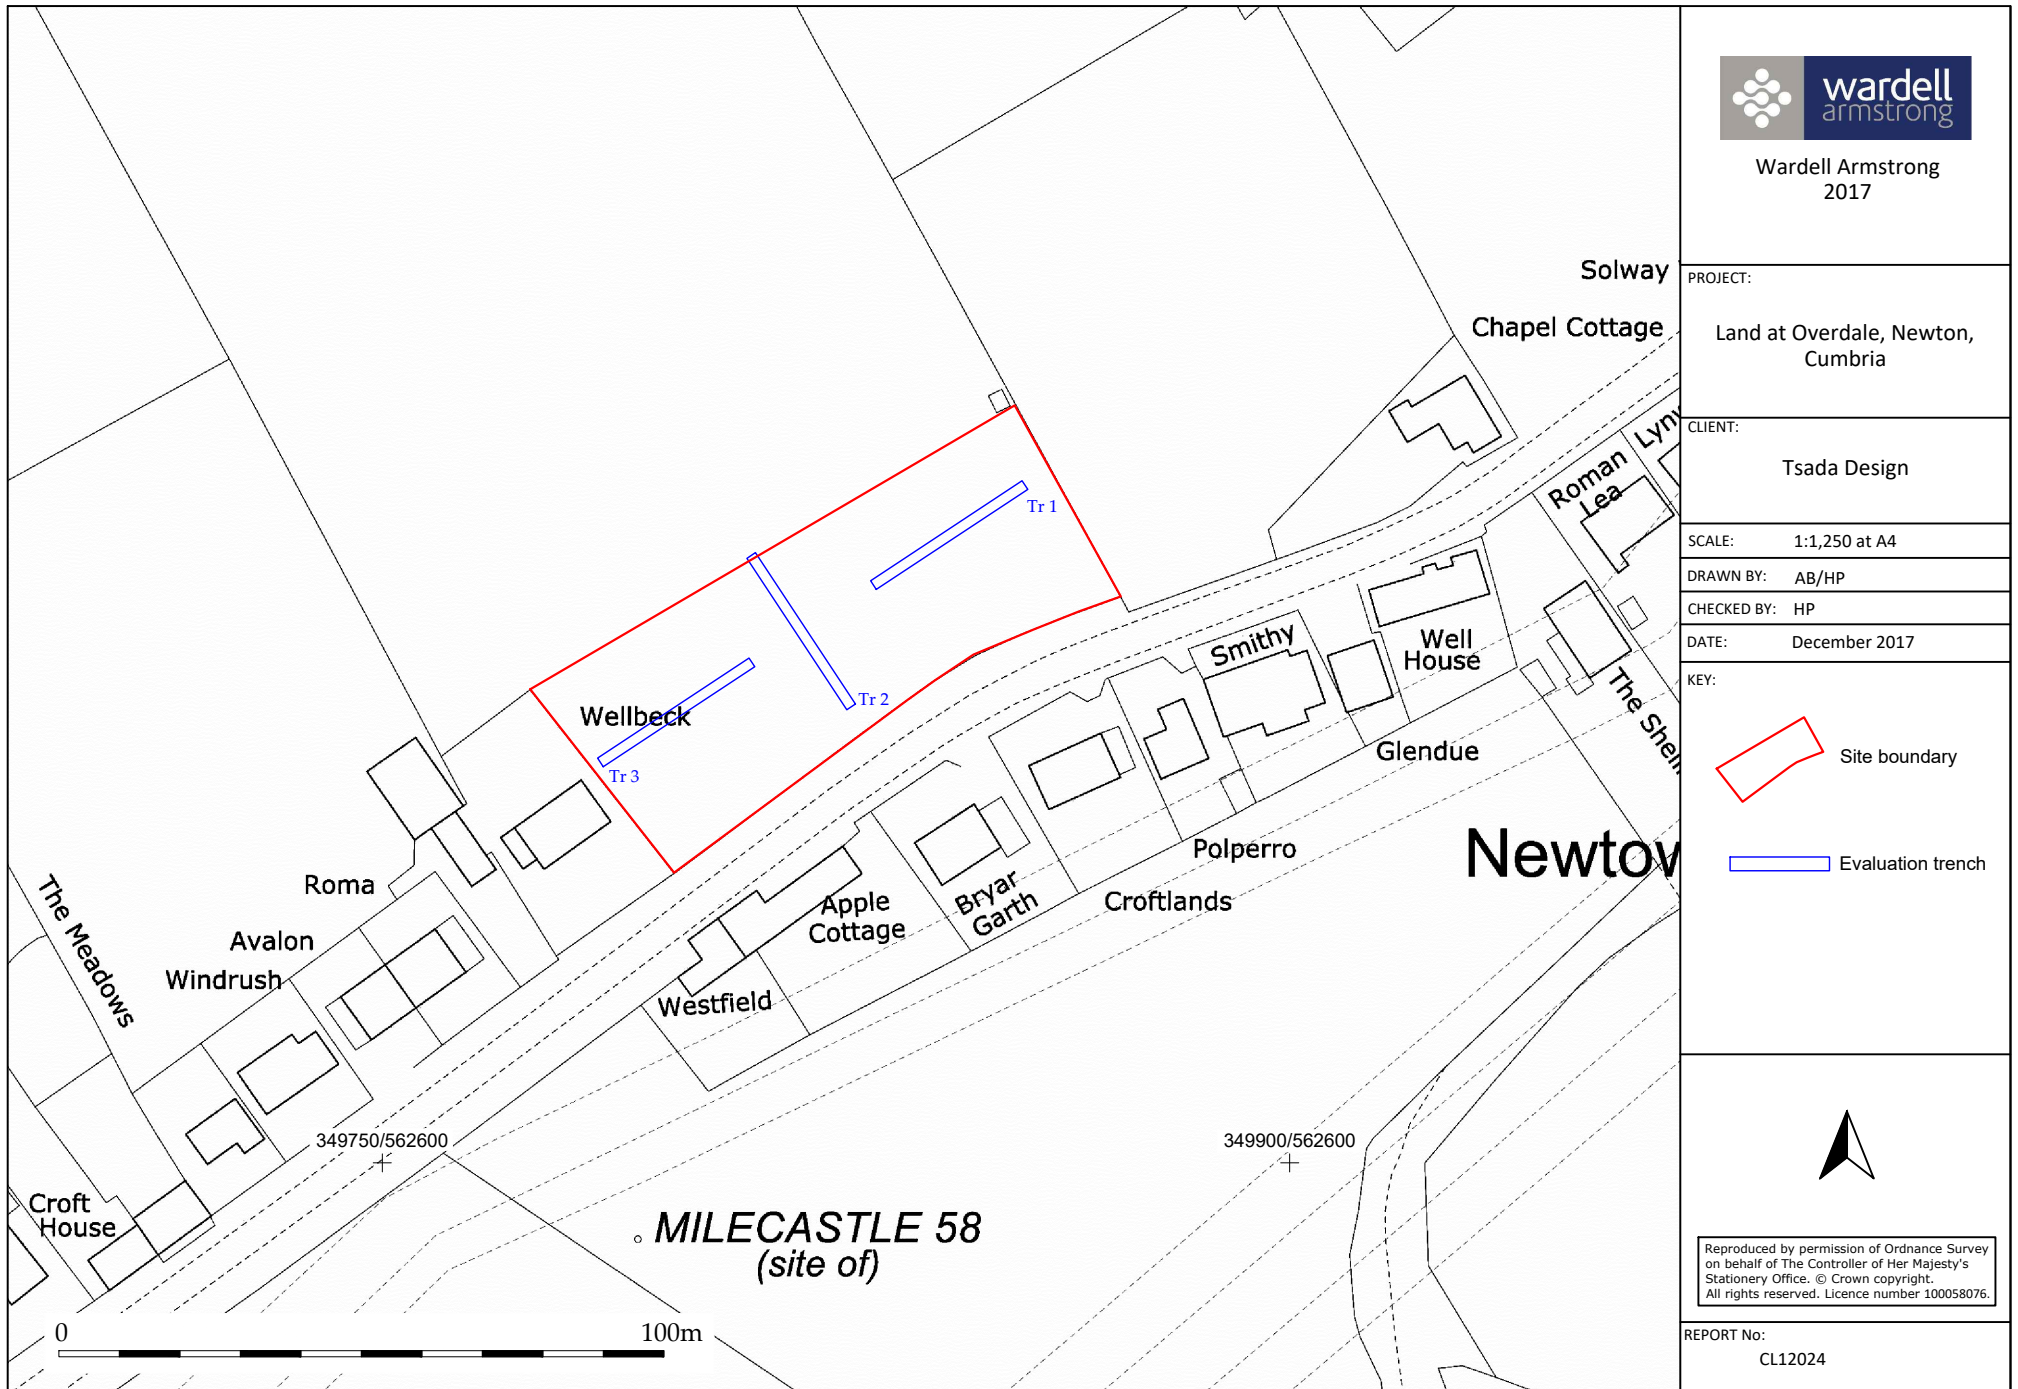 Solway
Chapel Cottage
Roman
Lea
Tr 1
Tr 2
Wellbeck
Tr 3
Smithy
Well
House
Glendue
Polperro
Croftlands
Newtow
Bryar
Garth
Apple
Cottage
Westfield
Roma
Avalon
Windrush
The Meadows
Croft
House
349750/562600
349900/562600
MILECASTLE 58
(site of)
0 100m
wardell
armstrong
Wardell Armstrong
2017
PROJECT:
Land at Overdale, Newton,
Cumbria
CLIENT:
Tsada Design
SCALE: 1:1,250 at A4
DRAWN BY: AB/HP
CHECKED BY: HP
DATE: December 2017
KEY:
Site boundary
Evaluation trench
Reproduced by permission of Ordnance Survey
on behalf of The Controller of Her Majesty's
Stationery Office. © Crown copyright.
All rights reserved. Licence number 100058076.
REPORT No:
CL12024